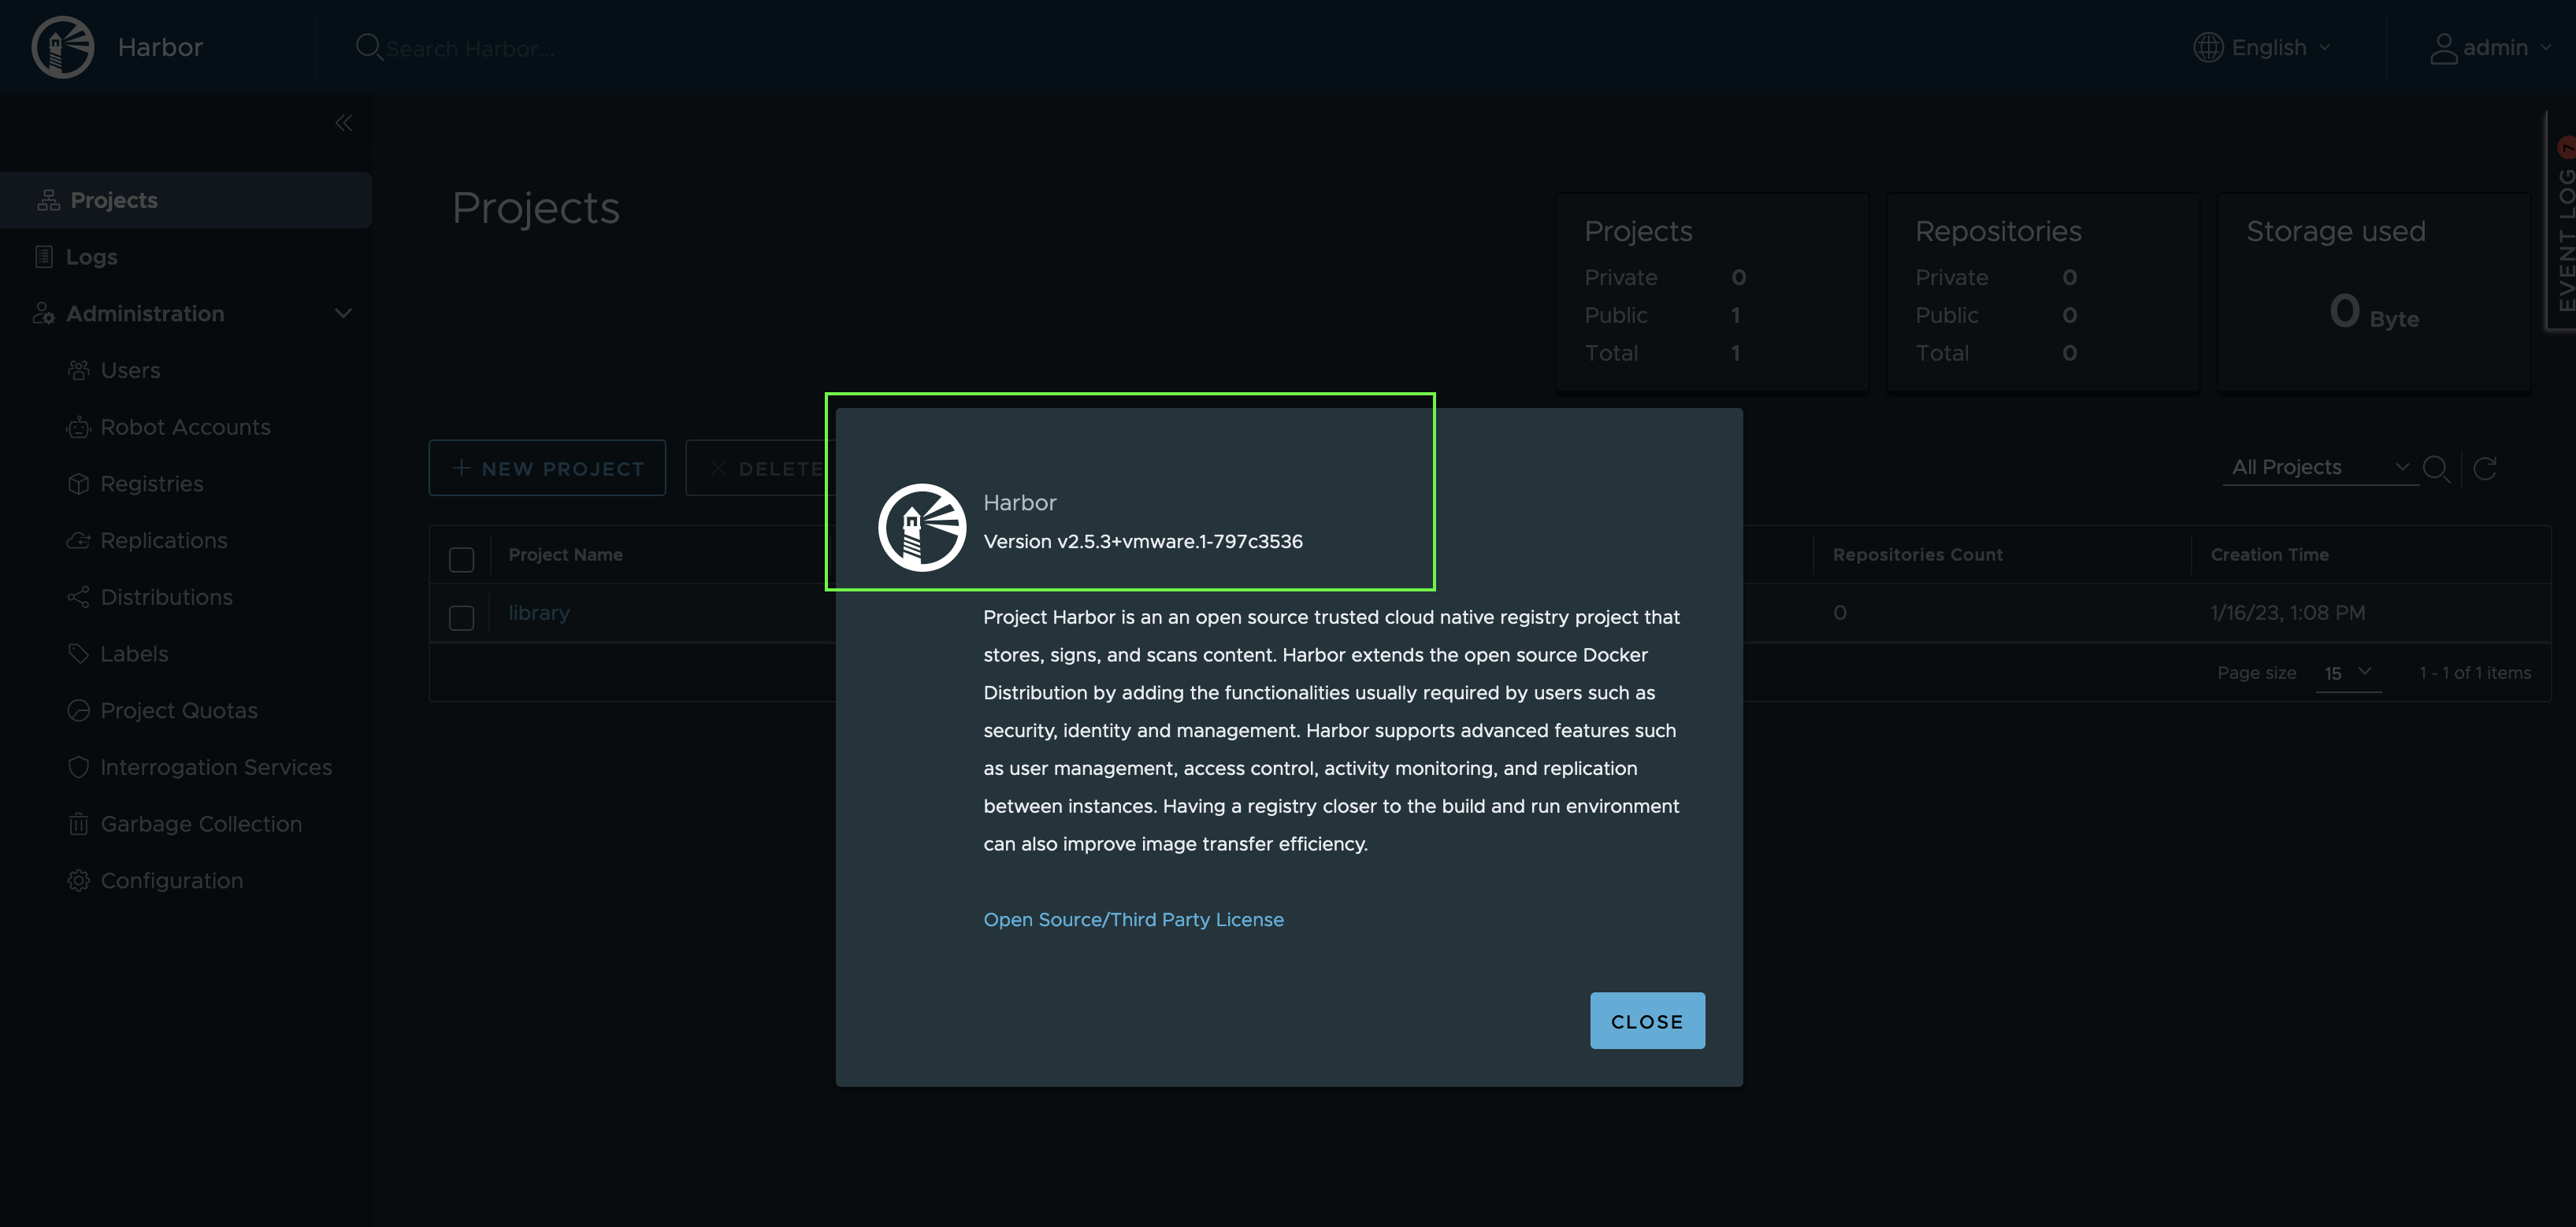 Harbor
Search Harbor...
English
admin
Projects
Logs
Administration
Users
Robot Accounts
Registries
Replications
Distributions
Labels
Project Quotas
Interrogation Services
Garbage Collection
Configuration
Projects
Projects
Private 0
Public 1
Total 1
Repositories
Private 0
Public 0
Total 0
Storage used
0 Byte
EVENT LOG 7
NEW PROJECT
DELETE
All Projects
Project Name
Repositories Count
Creation Time
library
0
1/16/23, 1:08 PM
Page size 15
1 - 1 of 1 items
Harbor
Version v2.5.3+vmware.1-797c3536
Project Harbor is an an open source trusted cloud native registry project that
stores, signs, and scans content. Harbor extends the open source Docker
Distribution by adding the functionalities usually required by users such as
security, identity and management. Harbor supports advanced features such
as user management, access control, activity monitoring, and replication
between instances. Having a registry closer to the build and run environment
can also improve image transfer efficiency.
Open Source/Third Party License
CLOSE